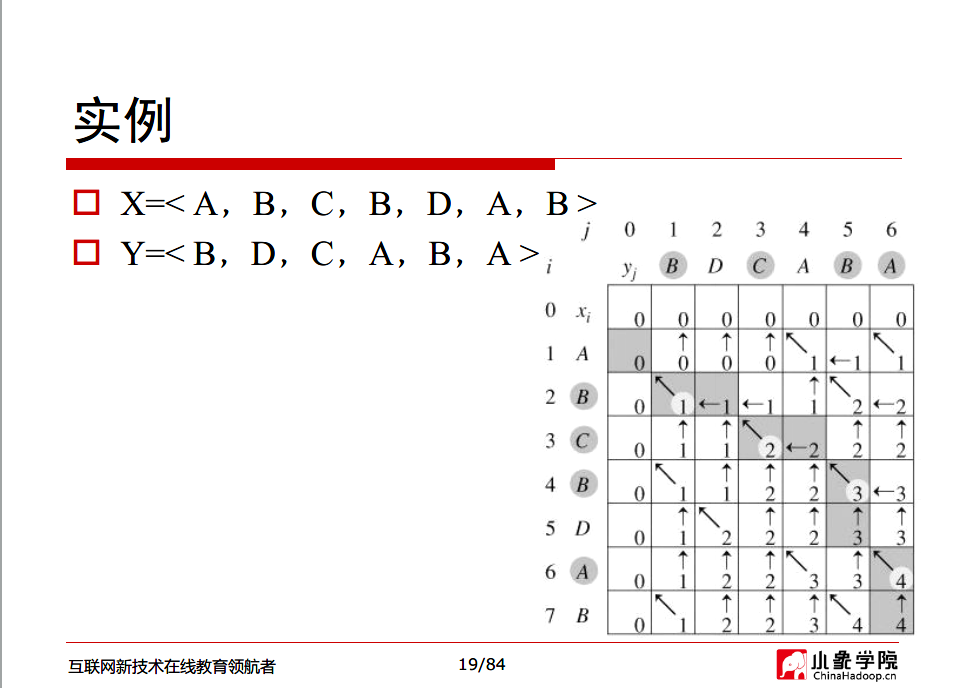 实例
X=< A，B，C，B，D，A，B >
Y=< B，D，C，A，B，A >
j 0 1 2 3 4 5 6
i yj B D C A B A
0 xi 0 0 0 0 0 0 0
1 A 0 ↑0 ↑0 ↑0 ↖1 ←1 ↖1
2 B 0 ↖1 ←1 ←1 ↑1 ↖2 ←2
3 C 0 ↑1 ↑1 ↖2 ←2 ↑2 ↑2
4 B 0 ↖1 ↑1 ↑2 ↑2 ↖3 ←3
5 D 0 ↑1 ↖2 ↑2 ↑2 ↑3 ↑3
6 A 0 ↑1 ↑2 ↑2 ↖3 ↑3 ↖4
7 B 0 ↖1 ↑2 ↑2 ↑3 ↖4 ↑4
互联网新技术在线教育领航者
19/84
小象学院
ChinaHadoop.cn